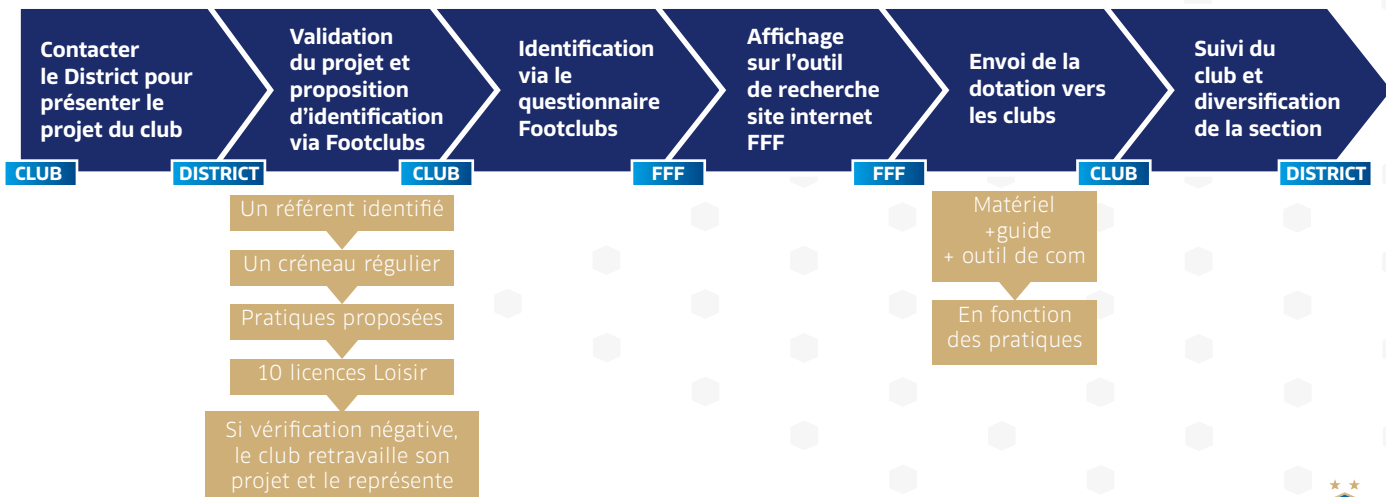 Contacter
le District pour
présenter le
projet du club
Validation
du projet et
proposition
d'identification
via Footclubs
Identification
via le
questionnaire
Footclubs
Affichage
sur l'outil
de recherche
site internet
FFF
Envoi de la
dotation vers
les clubs
Suivi du
club et
diversification
de la section
CLUB
DISTRICT
CLUB
FFF
FFF
CLUB
DISTRICT
Un référent identifié
Un créneau régulier
Pratiques proposées
10 licences Loisir
Si vérification négative,
le club retravaille son
projet et le représente
Matériel
+guide
+ outil de com
En fonction
des pratiques